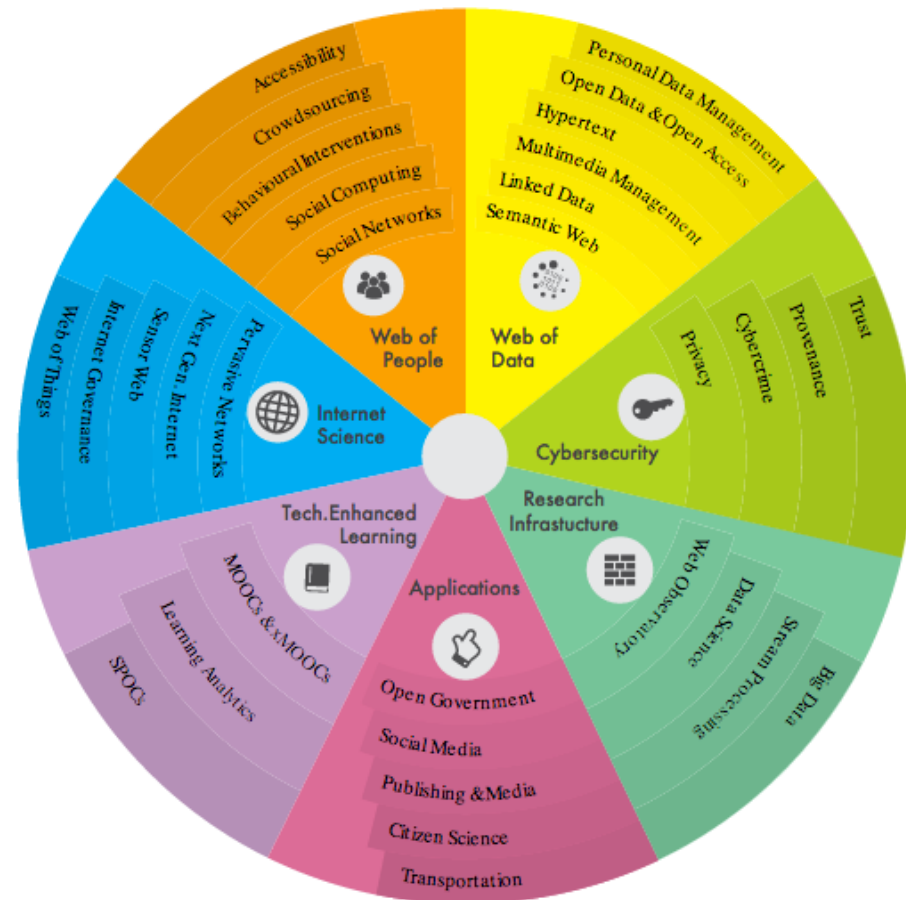 Accessibility
Crowdsourcing
Behavioural Interventions
Social Computing
Social Networks
Web of
People
Personal Data Management
Open Data & Open Access
Hypertext
Multimedia Management
Linked Data
Semantic Web
Web of
Data
Trust
Provenance
Cybercrime
Privacy
Cybersecurity
Research
Infrastucture
Web Observatory
Data Science
Stream Processing
Big Data
Applications
Open Government
Social Media
Publishing & Media
Citizen Science
Transportation
Tech.Enhanced
Learning
MOOCs & xMOOCs
Learning Analytics
SPOCs
Internet
Science
Pervasive Networks
Next Gen. Internet
Sensor Web
Internet Governance
Web of Things